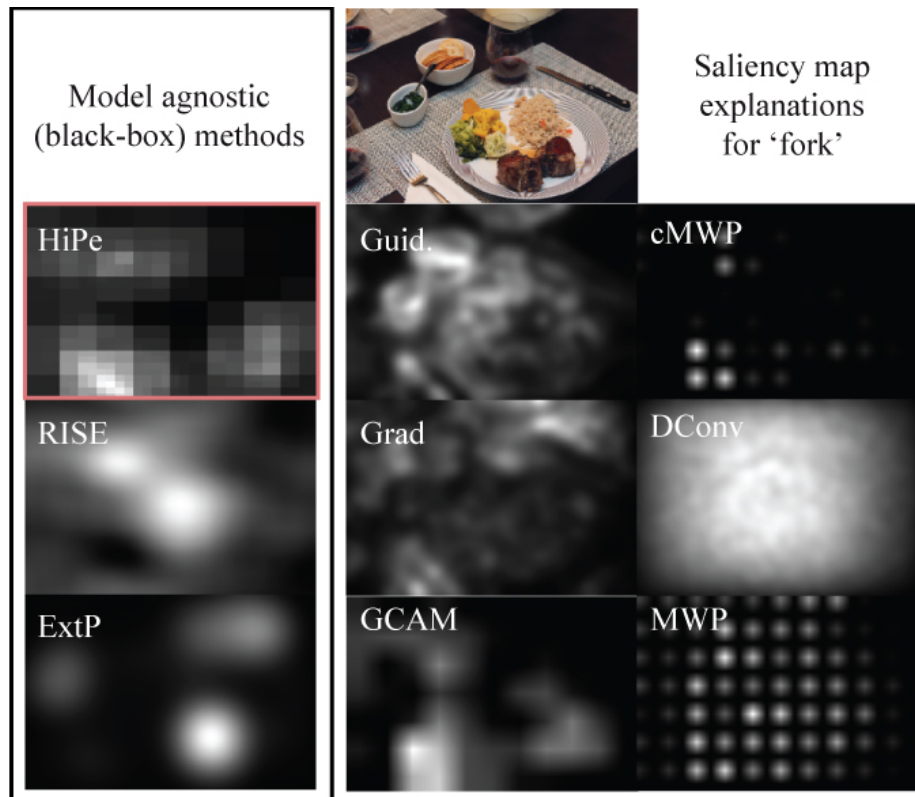 Model agnostic
(black-box) methods
Saliency map
explanations
for ‘fork’
HiPe
Guid.
cMWP
RISE
Grad
DConv
ExtP
GCAM
MWP